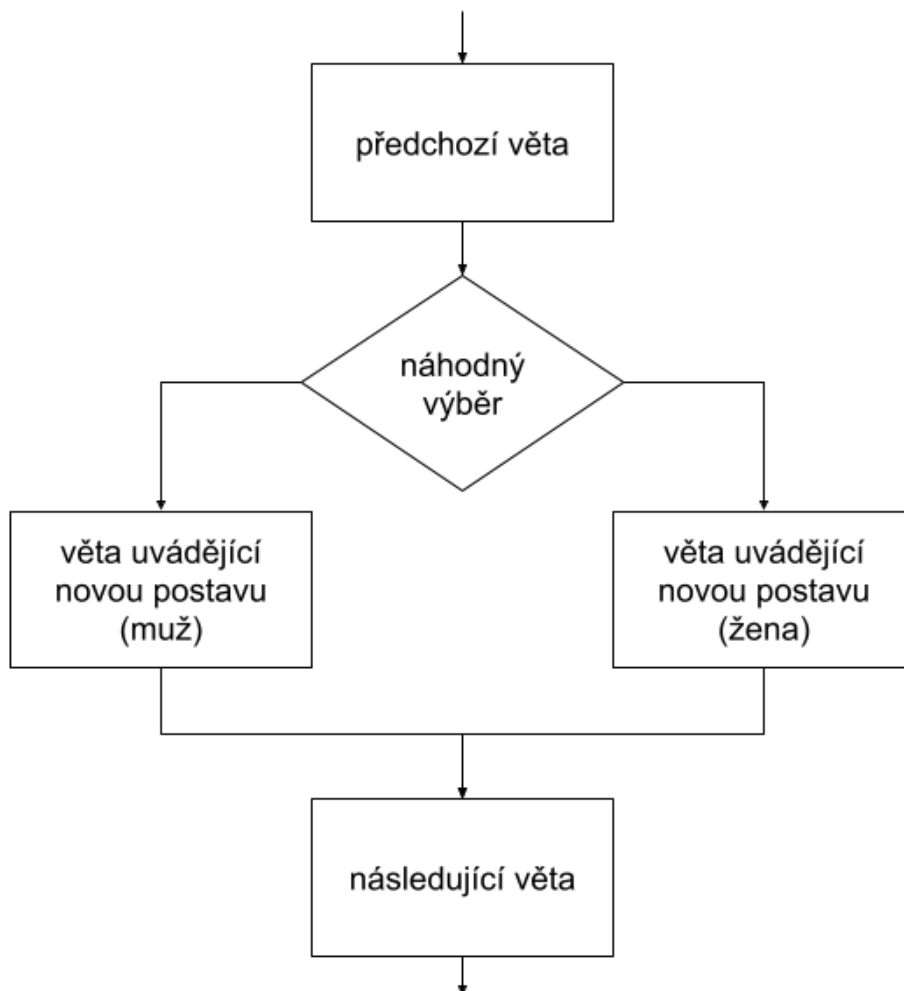 předchozí věta
náhodný
výběr
věta uvádějící
novou postavu
(muž)
věta uvádějící
novou postavu
(žena)
následující věta